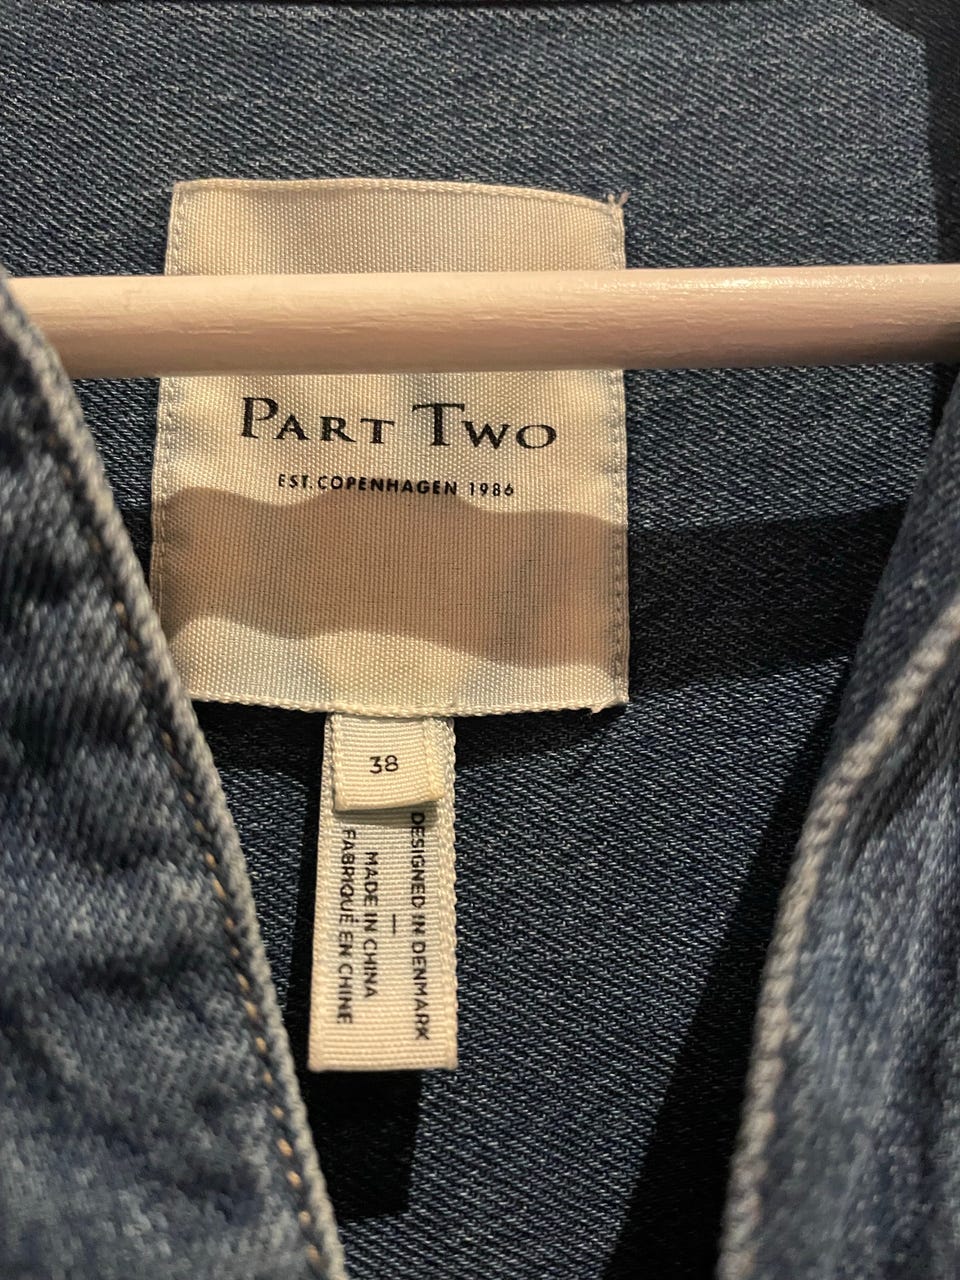 PART TWO
EST. COPENHAGEN 1986
38
DESIGNED IN DENMARK
—
MADE IN CHINA
FABRIQUÉ EN CHINE